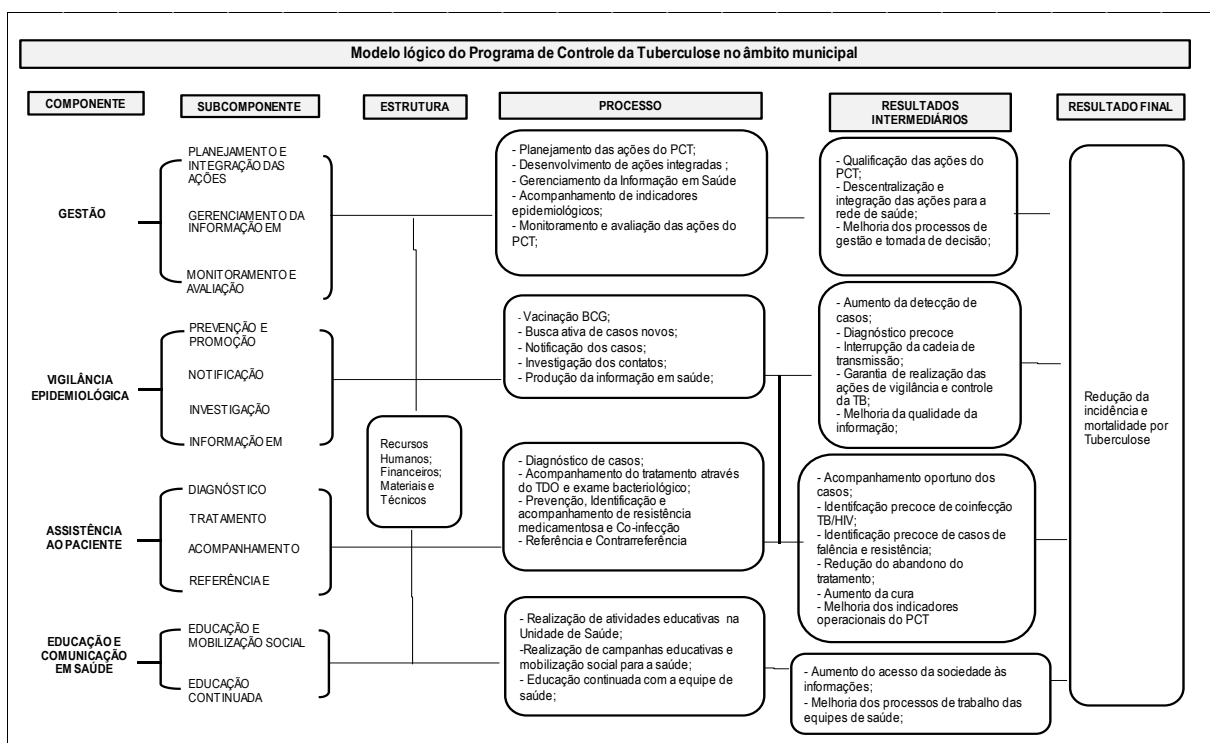 Modelo lógico do Programa de Controle da Tuberculose no âmbito municipal
COMPONENTE
SUBCOMPONENTE
ESTRUTURA
PROCESSO
RESULTADOS
INTERMEDIÁRIOS
RESULTADO FINAL
GESTÃO
PLANEJAMENTO E
INTEGRAÇÃO DAS
AÇÕES
GERENCIAMENTO DA
INFORMAÇÃO EM
MONITORAMENTO E
AVALIAÇÃO
- Planejamento das ações do PCT;
- Desenvolvimento de ações integradas ;
- Gerenciamento da Informação em Saúde
- Acompanhamento de indicadores
epidemiológicos;
- Monitoramento e avaliação das ações do
PCT;
- Qualificação das ações do
PCT;
- Descentralização e
integração das ações para a
rede de saúde;
- Melhoria dos processos de
gestão e tomada de decisão;
VIGILÂNCIA
EPIDEMIOLÓGICA
PREVENÇÃO E
PROMOÇÃO
NOTIFICAÇÃO
INVESTIGAÇÃO
INFORMAÇÃO EM
- Vacinação BCG;
- Busca ativa de casos novos;
- Notificação dos casos;
- Investigação dos contatos;
- Produção da informação em saúde;
- Aumento da detecção de
casos;
- Diagnóstico precoce
- Interrupção da cadeia de
transmissão;
- Garantia de realização das
ações de vigilância e controle
da TB;
- Melhoria da qualidade da
informação;
Recursos
Humanos;
Financeiros;
Materiais e
Técnicos
ASSISTÊNCIA
AO PACIENTE
DIAGNÓSTICO
TRATAMENTO
ACOMPANHAMENTO
REFERÊNCIA E
- Diagnóstico de casos;
- Acompanhamento do tratamento através
do TDO e exame bacteriológico;
- Prevenção, Identificação e
acompanhamento de resistência
medicamentosa e Co-infecção
- Referência e Contrarreferência
- Acompanhamento oportuno dos
casos;
- Identifcação precoce de coinfecção
TB/HIV;
- Identificação precoce de casos de
falência e resistência;
- Redução do abandono do
tratamento;
- Aumento da cura
- Melhoria dos indicadores
operacionais do PCT
EDUCAÇÃO E
COMUNICAÇÃO
EM SAÚDE
EDUCAÇÃO E
MOBILIZAÇÃO SOCIAL
EDUCAÇÃO
CONTINUADA
- Realização de atividades educativas na
Unidade de Saúde;
-Realização de campanhas educativas e
mobilização social para a saúde;
- Educação continuada com a equipe de
saúde;
- Aumento do acesso da sociedade às
informações;
- Melhoria dos processos de trabalho das
equipes de saúde;
Redução da
incidência e
mortalidade por
Tuberculose